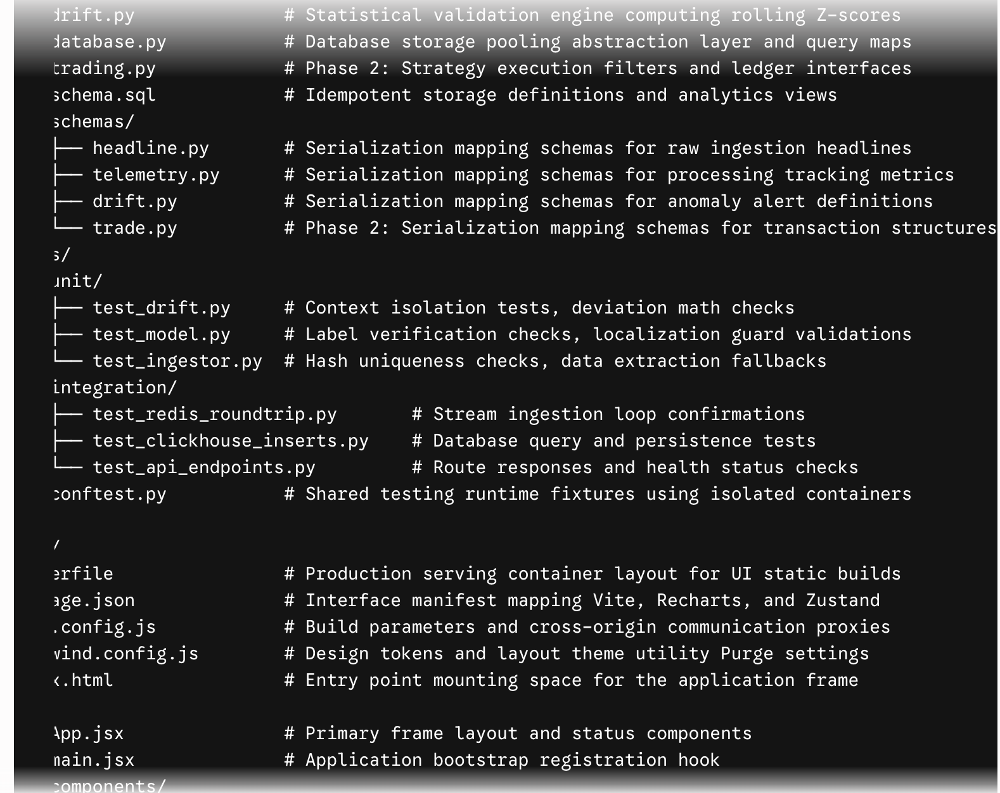 drift.py # Statistical validation engine computing rolling Z-scores
database.py # Database storage pooling abstraction layer and query maps
trading.py # Phase 2: Strategy execution filters and ledger interfaces
schema.sql # Idempotent storage definitions and analytics views
schemas/
├── headline.py # Serialization mapping schemas for raw ingestion headlines
├── telemetry.py # Serialization mapping schemas for processing tracking metrics
├── drift.py # Serialization mapping schemas for anomaly alert definitions
└── trade.py # Phase 2: Serialization mapping schemas for transaction structures
s/
unit/
├── test_drift.py # Context isolation tests, deviation math checks
├── test_model.py # Label verification checks, localization guard validations
└── test_ingestor.py # Hash uniqueness checks, data extraction fallbacks
integration/
├── test_redis_roundtrip.py # Stream ingestion loop confirmations
├── test_clickhouse_inserts.py # Database query and persistence tests
└── test_api_endpoints.py # Route responses and health status checks
conftest.py # Shared testing runtime fixtures using isolated containers
/
erfile # Production serving container layout for UI static builds
age.json # Interface manifest mapping Vite, Recharts, and Zustand
.config.js # Build parameters and cross-origin communication proxies
wind.config.js # Design tokens and layout theme utility Purge settings
x.html # Entry point mounting space for the application frame
App.jsx # Primary frame layout and status components
main.jsx # Application bootstrap registration hook
components/